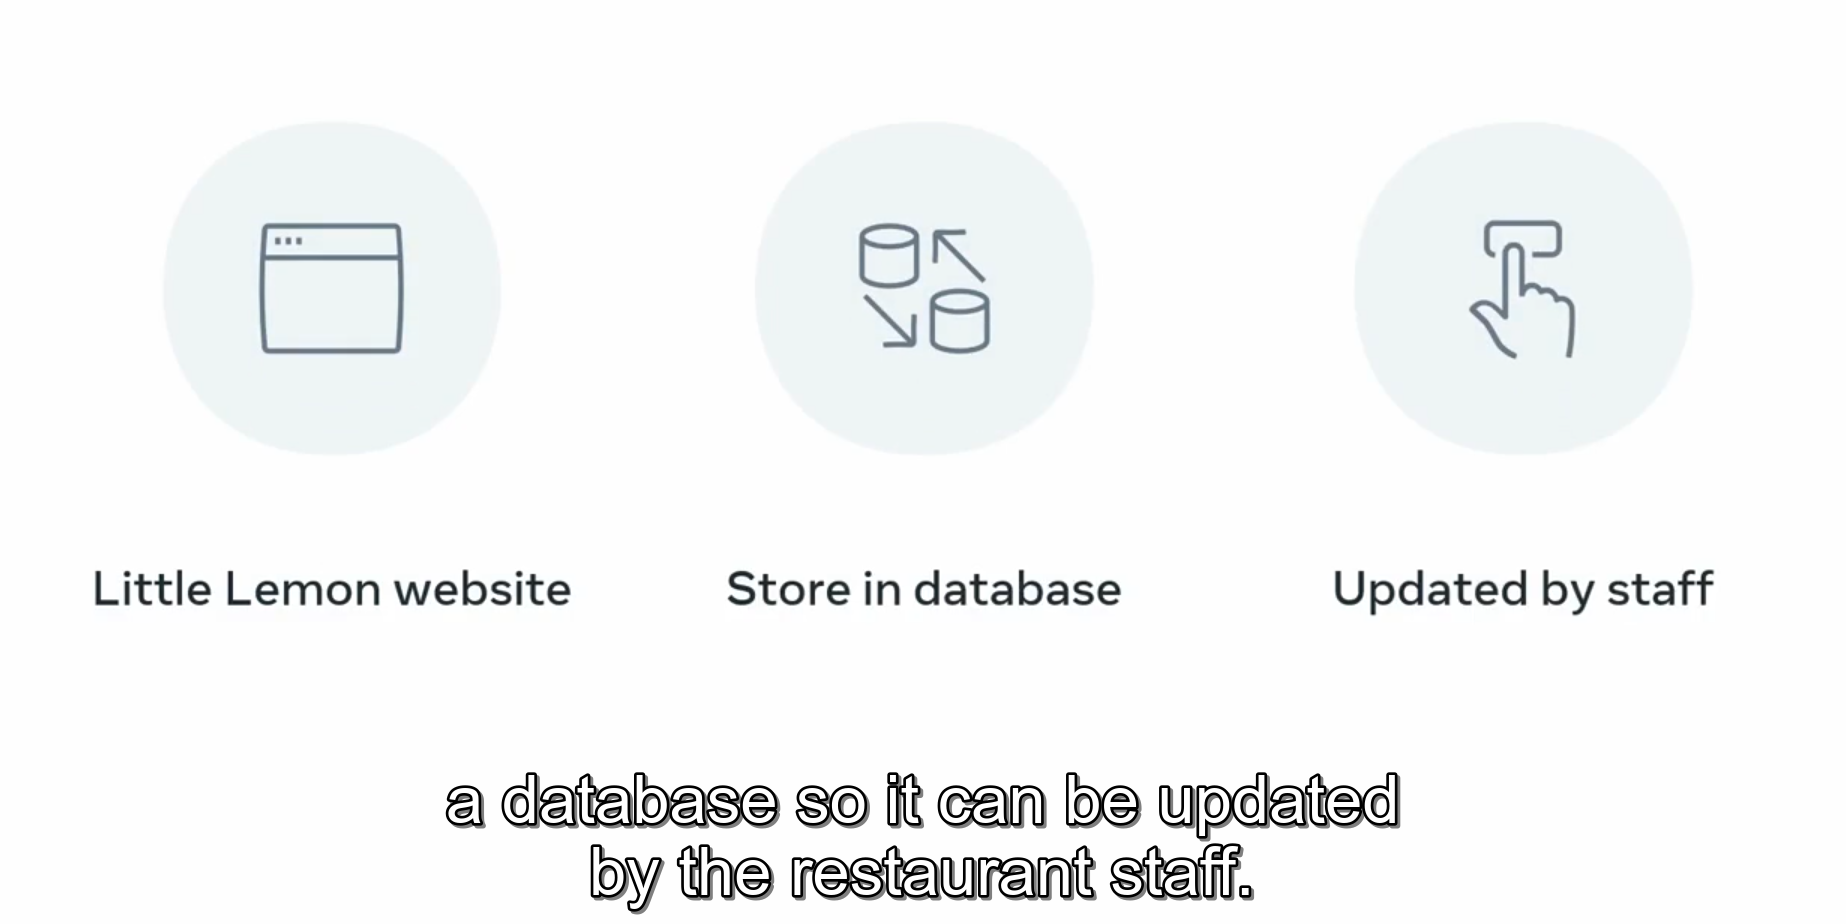 Little Lemon website
Store in database
Updated by staff
a database so it can be updated
by the restaurant staff.